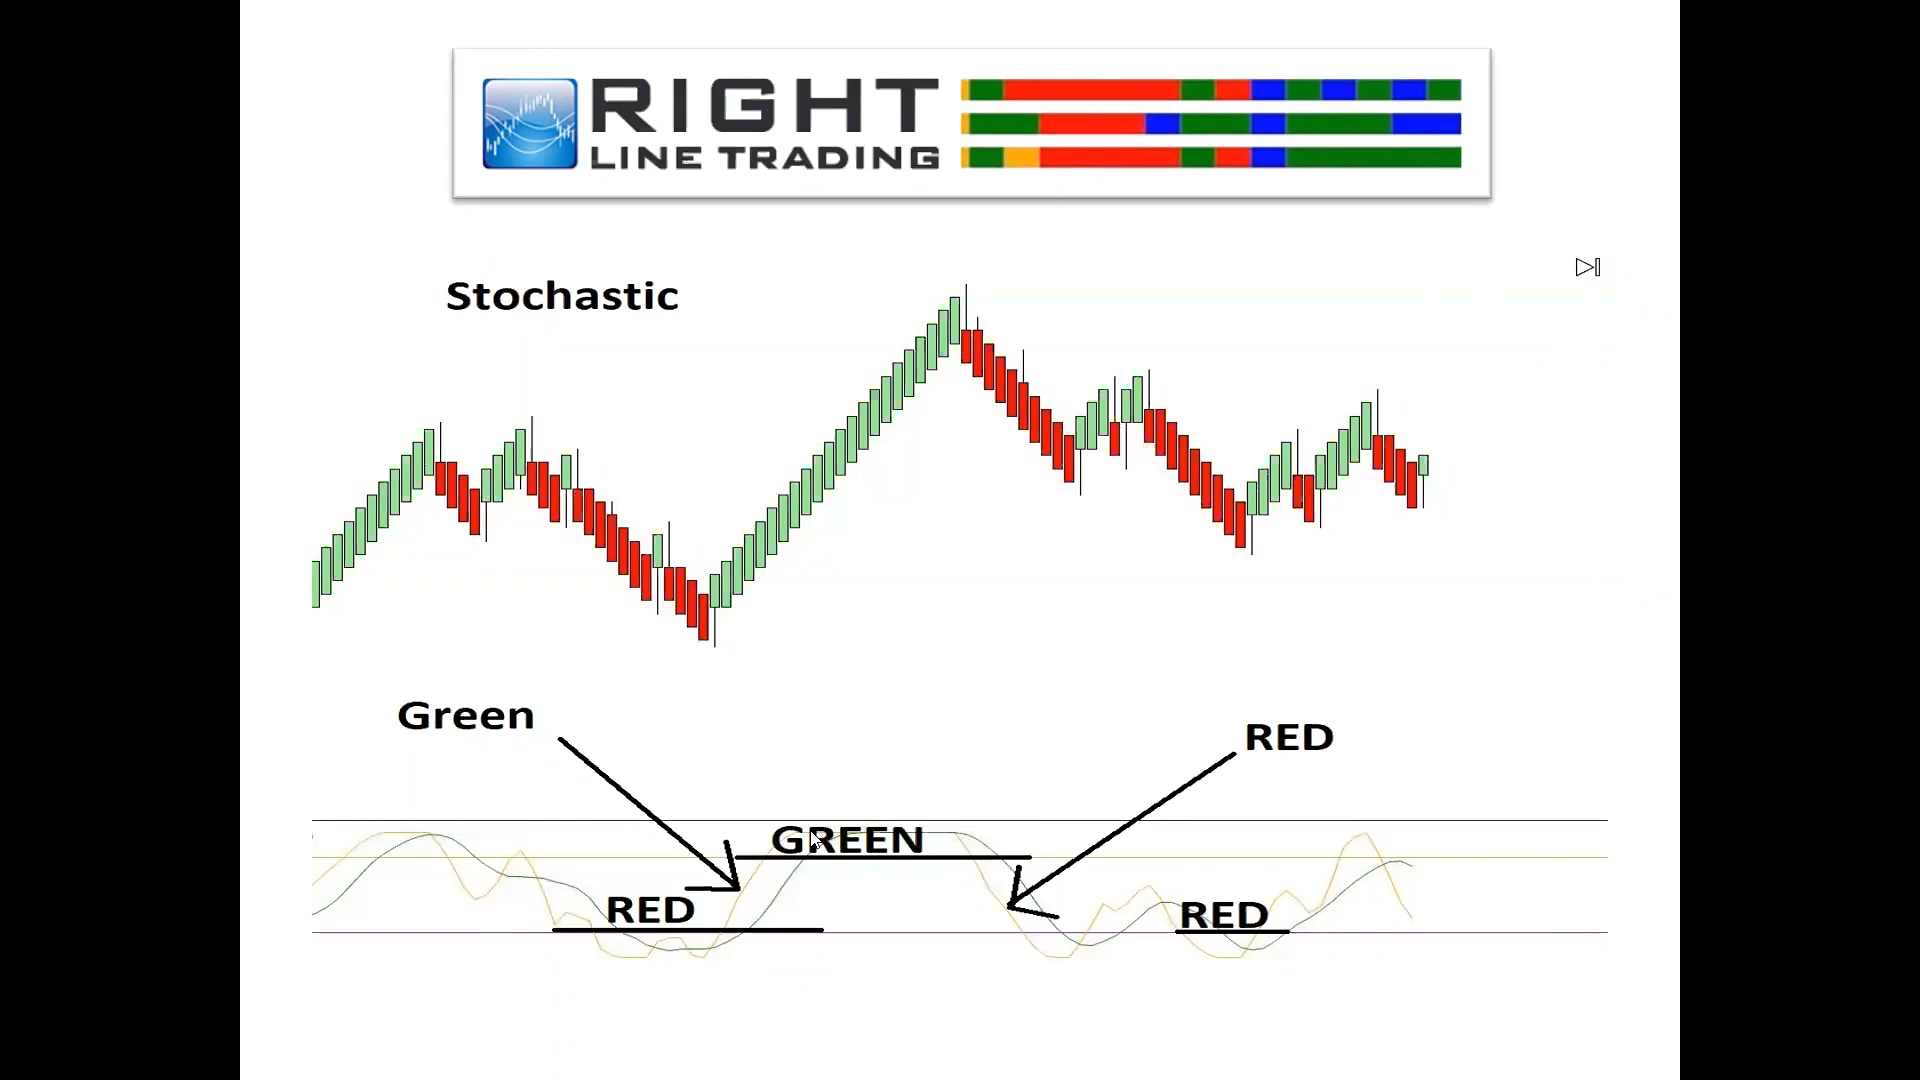 RIGHT
LINE TRADING
Stochastic
Green
RED
GREEN
RED
RED